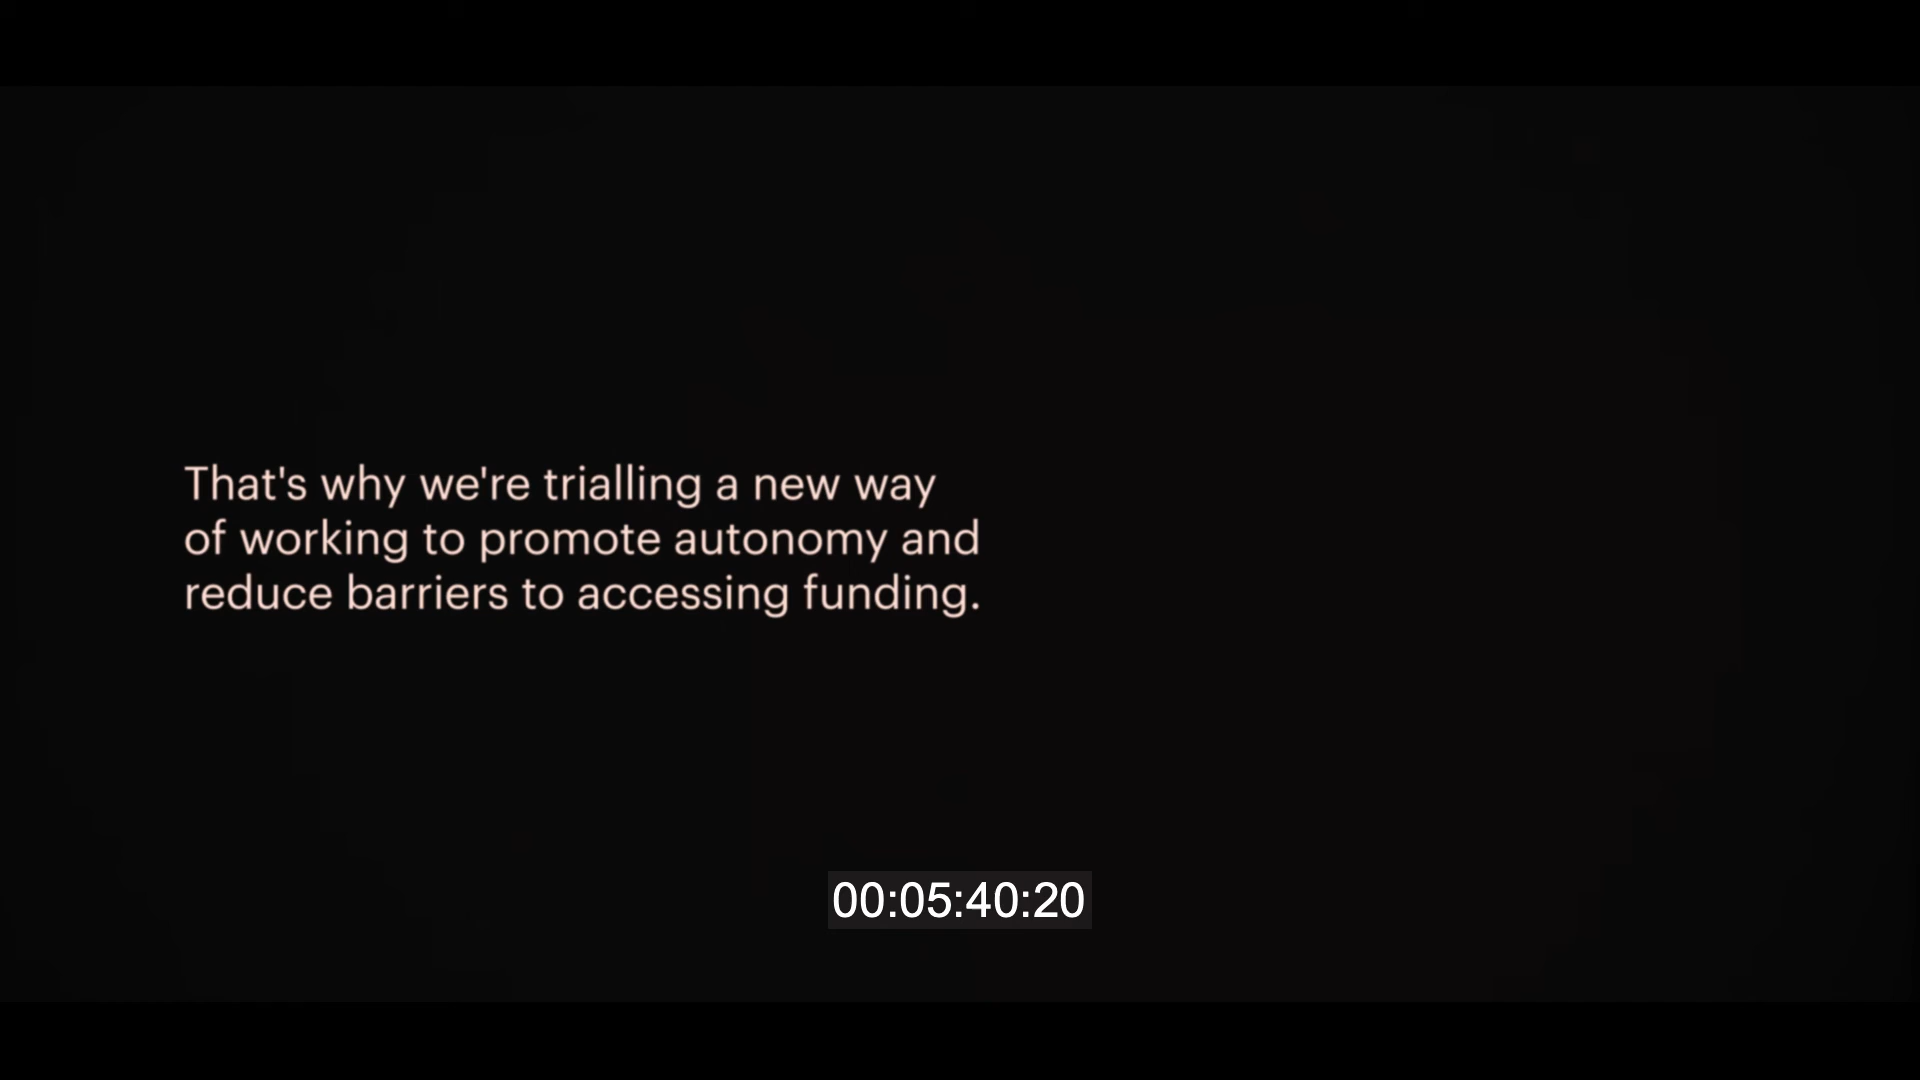 That's why we're trialling a new way
of working to promote autonomy and
reduce barriers to accessing funding.
00:05:40:20